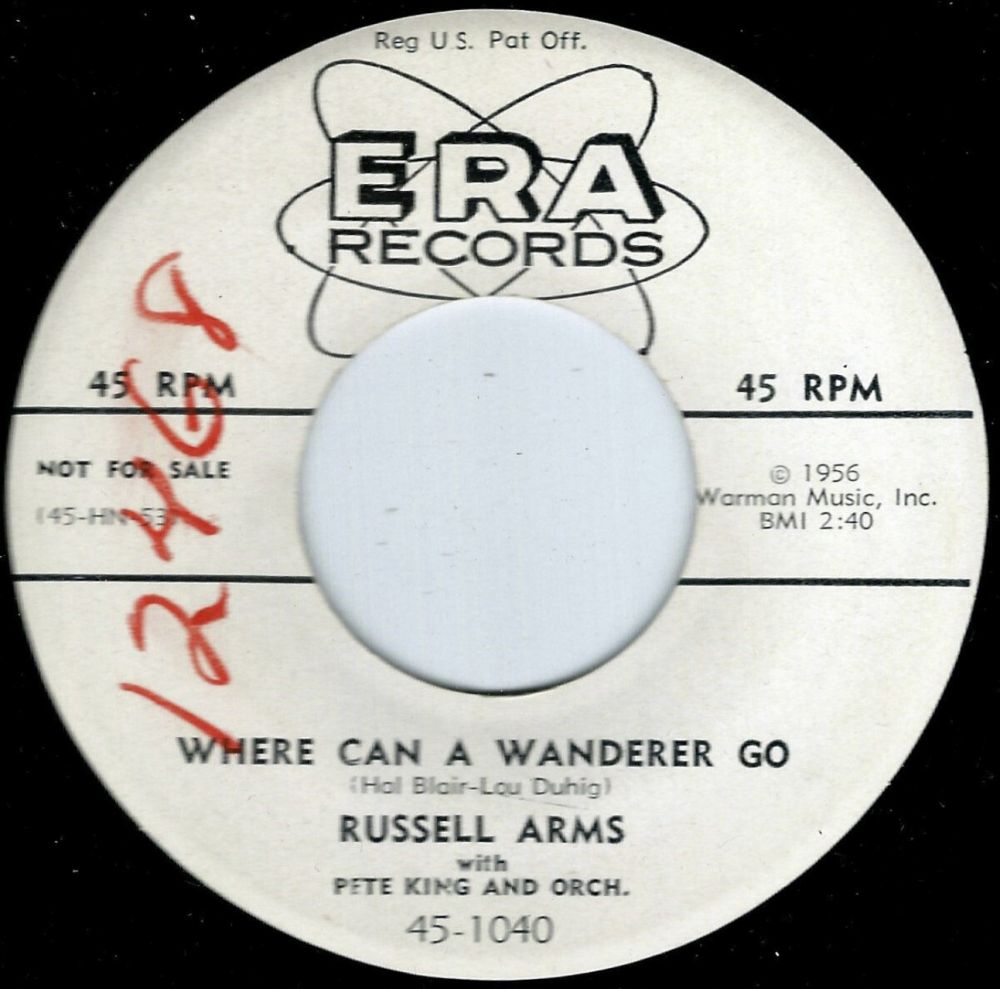 Reg U.S. Pat Off.
ERA
RECORDS
45 RPM
45 RPM
NOT FOR SALE
© 1956
Warman Music, Inc.
BMI 2:40
12468
WHERE CAN A WANDERER GO
(Hal Blair-Lou Duhig)
RUSSELL ARMS
with
PETE KING AND ORCH.
45-1040